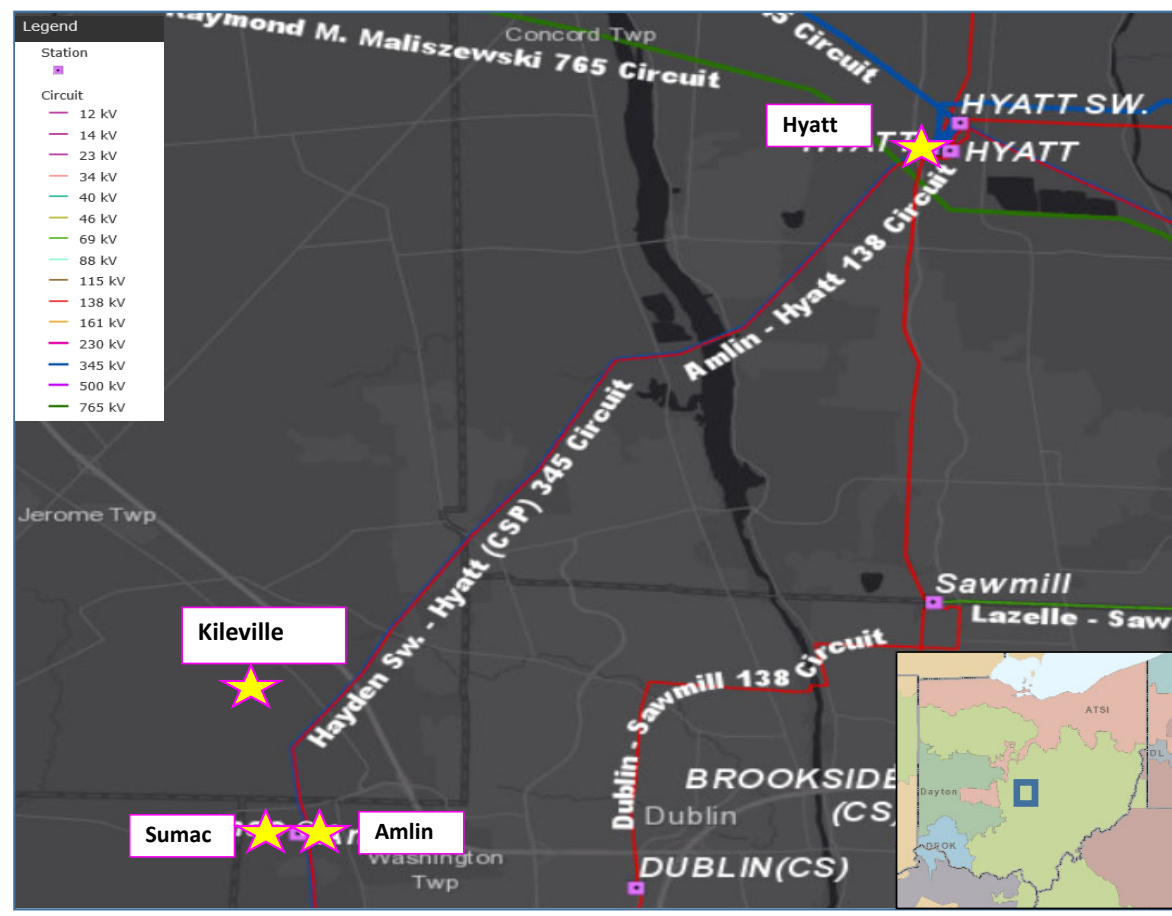 Legend
Station
Circuit
12 kV
14 kV
23 kV
34 kV
40 kV
46 kV
69 kV
88 kV
115 kV
138 kV
161 kV
230 kV
345 kV
500 kV
765 kV
Raymond M. Maliszewski 765 Circuit
Concord Twp
Circuit
HYATT SW.
Hyatt
HYATT
HYATT
Amlin - Hyatt 138 Circuit
Hayden Sw. - Hyatt (CSP) 345 Circuit
Jerome Twp
Sawmill
Lazelle - Saw
Kileville
Dublin - Sawmill 138 Circuit
ATSI
DL
Dayton
DEOK
BROOKSIDE
(CS)
Dublin
Sumac
Amlin
Washington
Twp
DUBLIN(CS)